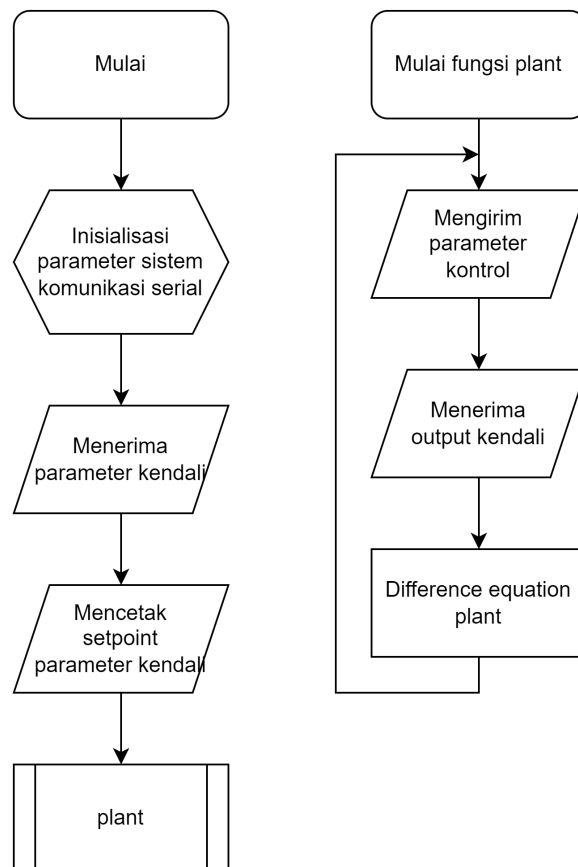 Mulai
Inisialisasi
parameter sistem
komunikasi serial
Menerima
parameter kendali
Mencetak
setpoint
parameter kendali
plant
Mulai fungsi plant
Mengirim
parameter
kontrol
Menerima
output kendali
Difference equation
plant